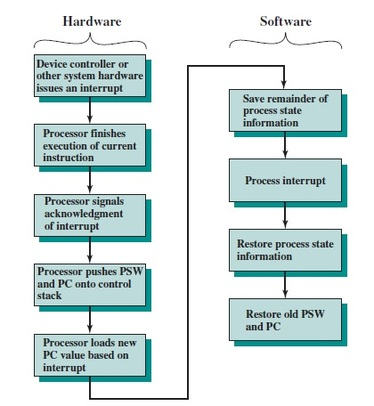 Hardware
Device controller or
other system hardware
issues an interrupt
Processor finishes
execution of current
instruction
Processor signals
acknowledgment
of interrupt
Processor pushes PSW
and PC onto control
stack
Processor loads new
PC value based on
interrupt
Software
Save remainder of
process state
information
Process interrupt
Restore process state
information
Restore old PSW
and PC